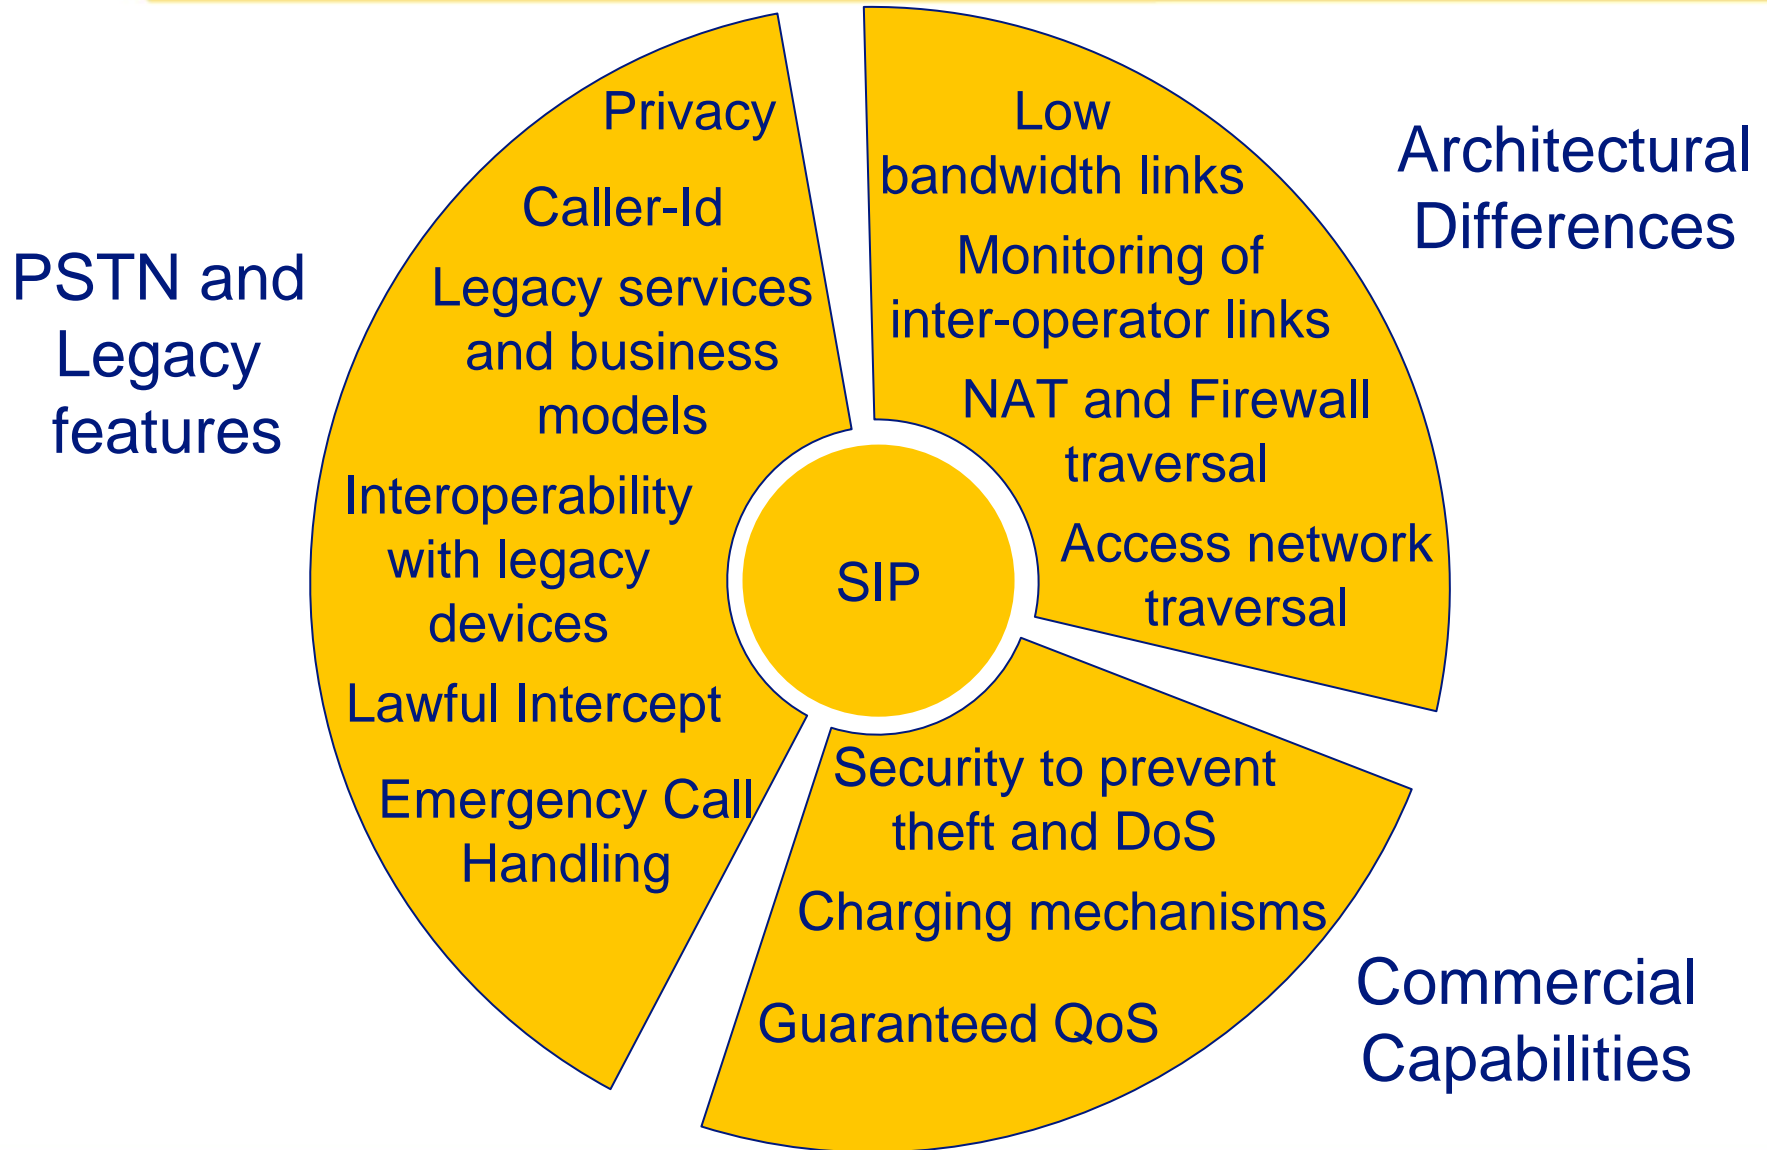 PSTN and
Legacy
features
Privacy
Caller-Id
Legacy services
and business
models
Interoperability
with legacy
devices
Lawful Intercept
Emergency Call
Handling
SIP
Low
bandwidth links
Monitoring of
inter-operator links
NAT and Firewall
traversal
Access network
traversal
Architectural
Differences
Security to prevent
theft and DoS
Charging mechanisms
Guaranteed QoS
Commercial
Capabilities